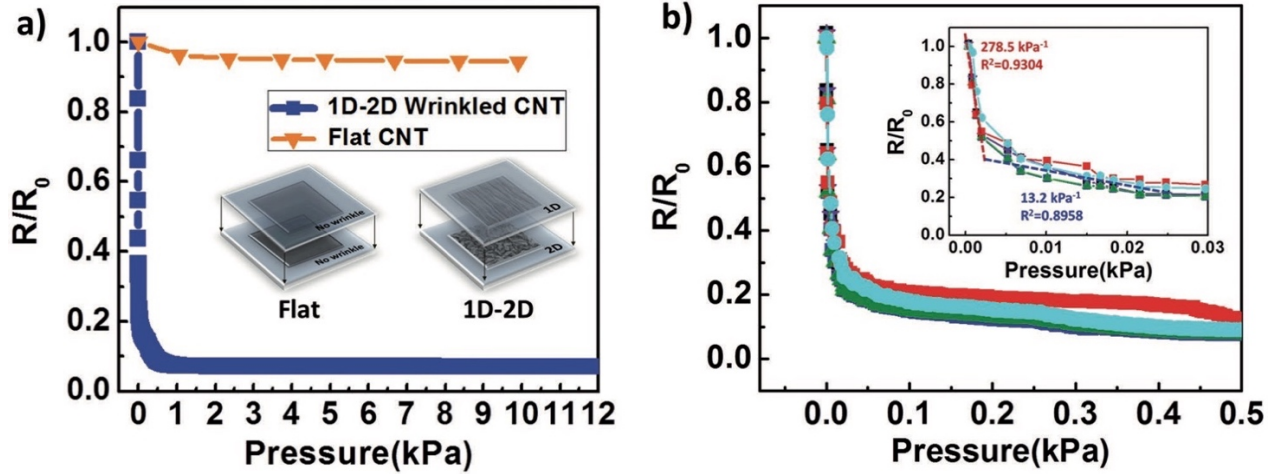 a)
R/R0
1.0
0.8
0.6
0.4
0.2
0.0
1D-2D Wrinkled CNT
Flat CNT
No wrinkle
No wrinkle
Flat
1D
2D
1D-2D
0 1 2 3 4 5 6 7 8 9 10 11 12
Pressure(kPa)
b)
R/R0
1.0
0.8
0.6
0.4
0.2
0.0
R/R0
1.0
0.8
0.6
0.4
0.2
0.0
278.5 kPa-1
R2=0.9304
13.2 kPa-1
R2=0.8958
0.00 0.01 0.02 0.03
Pressure(kPa)
0.0 0.1 0.2 0.3 0.4 0.5
Pressure(kPa)